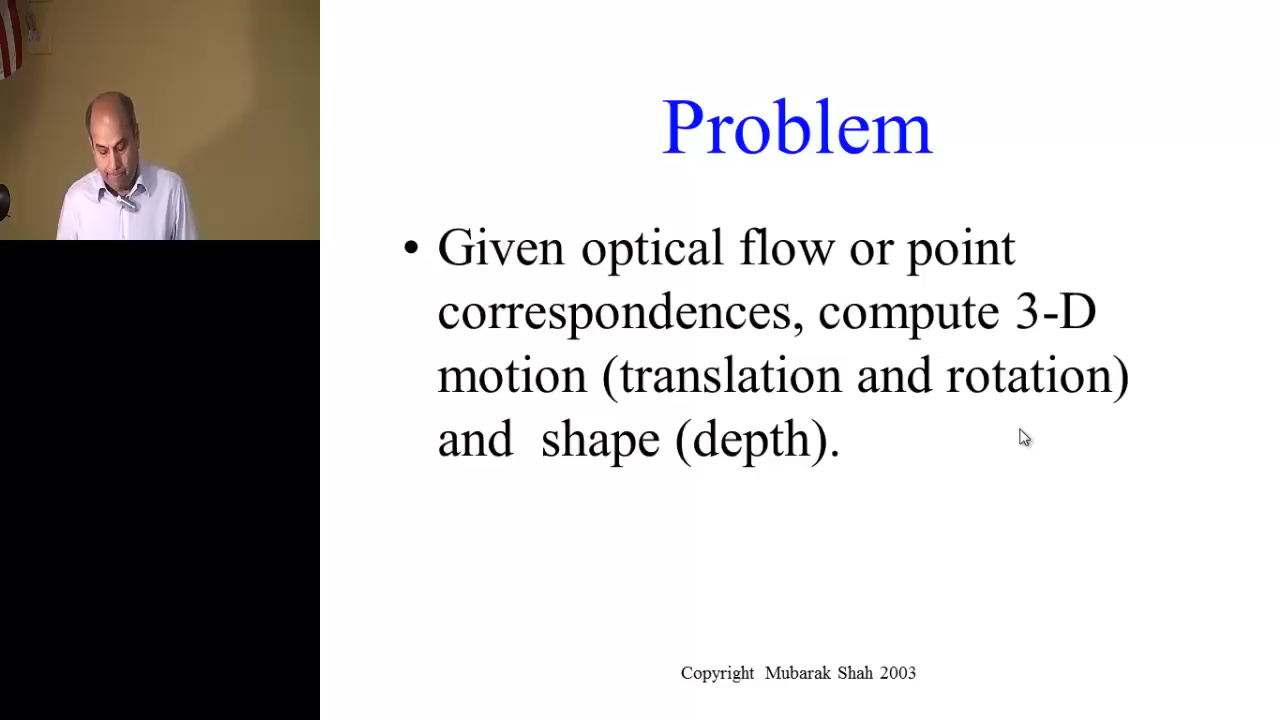 Problem
• Given optical flow or point
correspondences, compute 3-D
motion (translation and rotation)
and shape (depth).
Copyright Mubarak Shah 2003